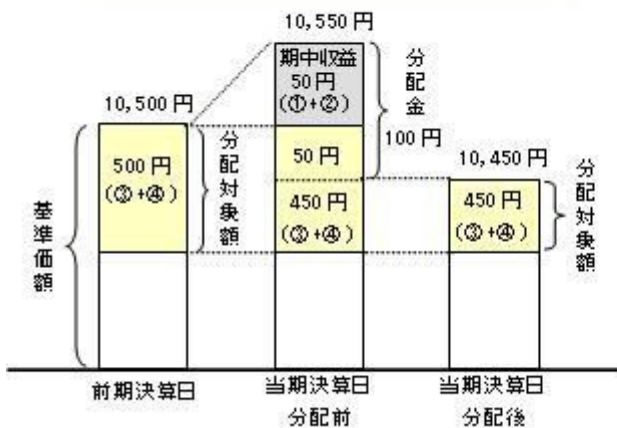 10,550円
期中収益
50円
(①+②)
分配金
100円
10,500円
500円
(③+④)
分配対象額
50円
450円
(③+④)
10,450円
450円
(③+④)
分配対象額
基準価額
前期決算日
当期決算日
分配前
当期決算日
分配後